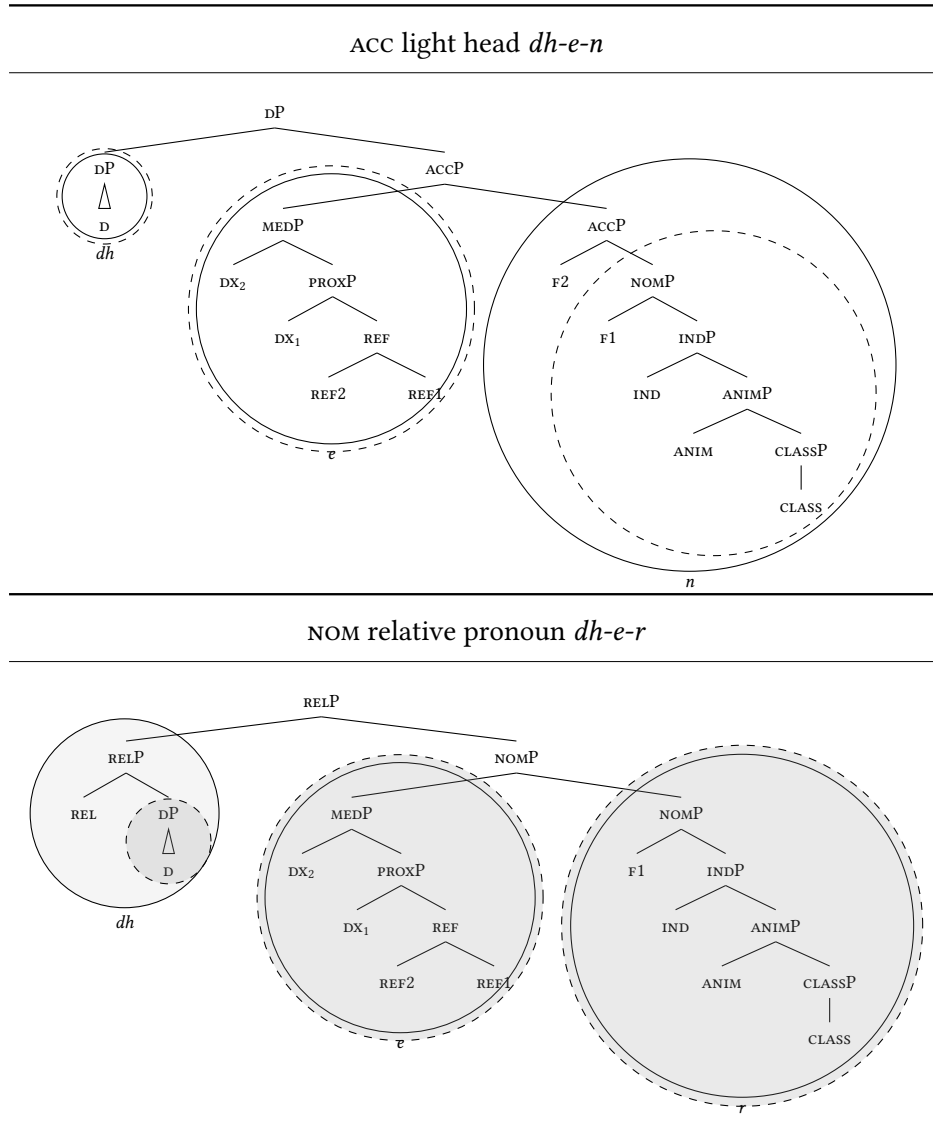 ACC light head dh-e-n
DP
DP ACCP
D MEDP ACCP
dh
DX₂ PROXP F2 NOMP
DX₁ REF F1 INDP
REF2 REF1 IND ANIMP
e ANIM CLASSP
CLASS
n
NOM relative pronoun dh-e-r
RELP
RELP NOMP
REL DP MEDP NOMP
D DX₂ PROXP F1 INDP
dh DX₁ REF IND ANIMP
REF2 REF1 ANIM CLASSP
e CLASS
r